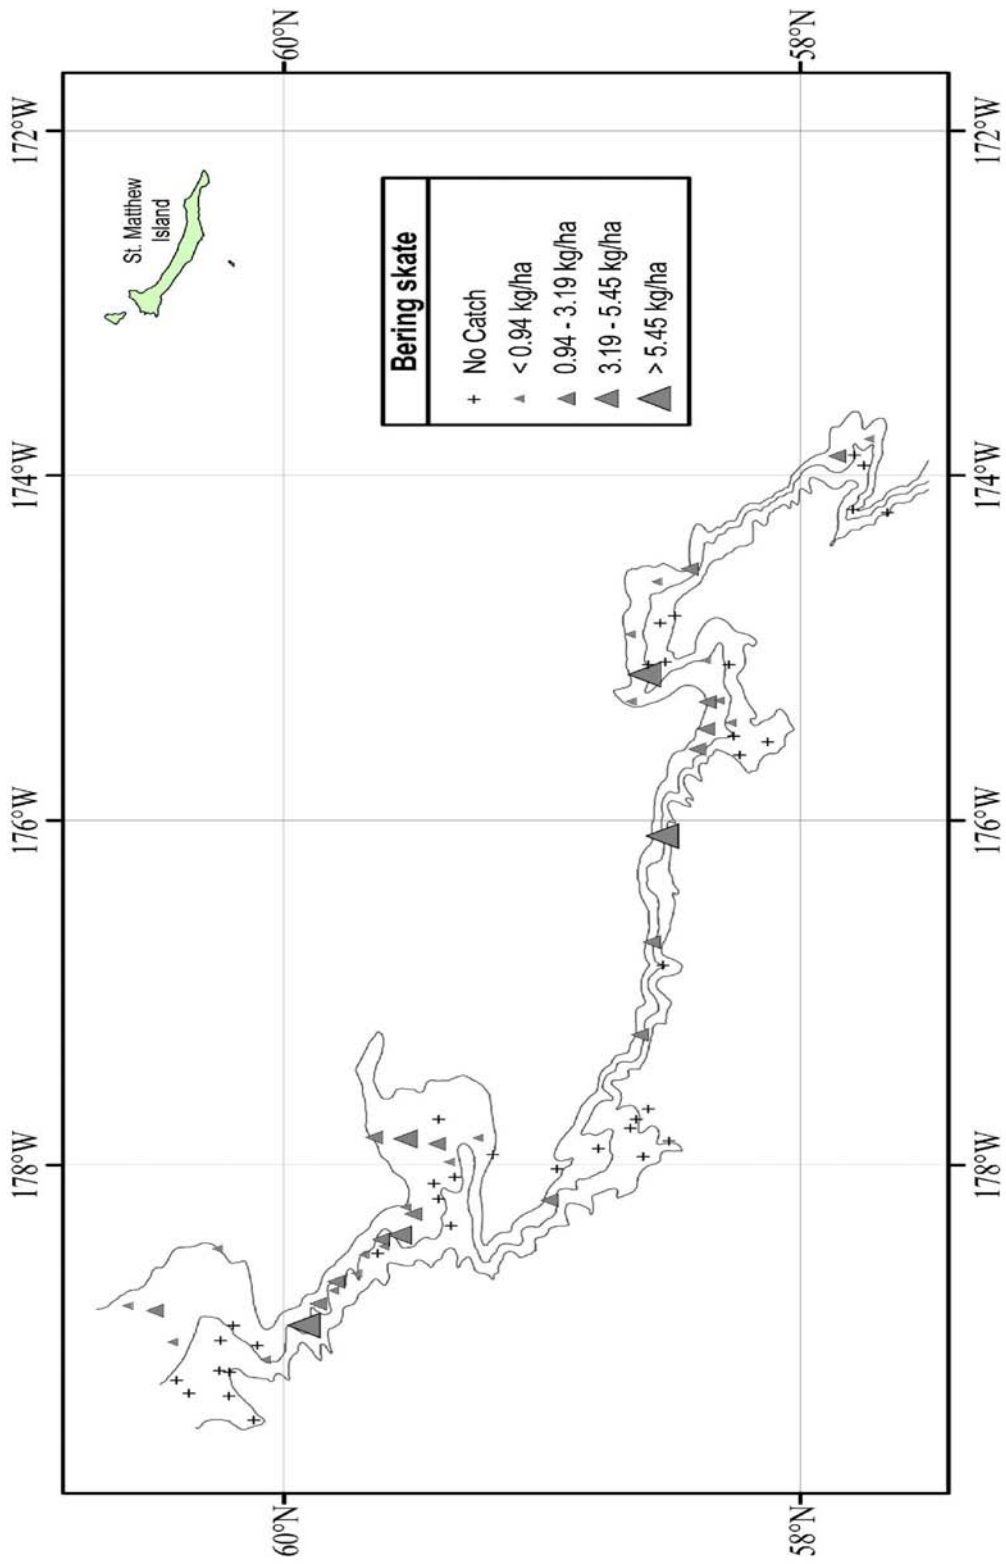 172°W
174°W
176°W
178°W
60°N
58°N
St. Matthew
Island
Bering skate
No Catch
< 0.94 kg/ha
0.94 - 3.19 kg/ha
3.19 - 5.45 kg/ha
> 5.45 kg/ha
60°N
58°N
172°W
174°W
176°W
178°W